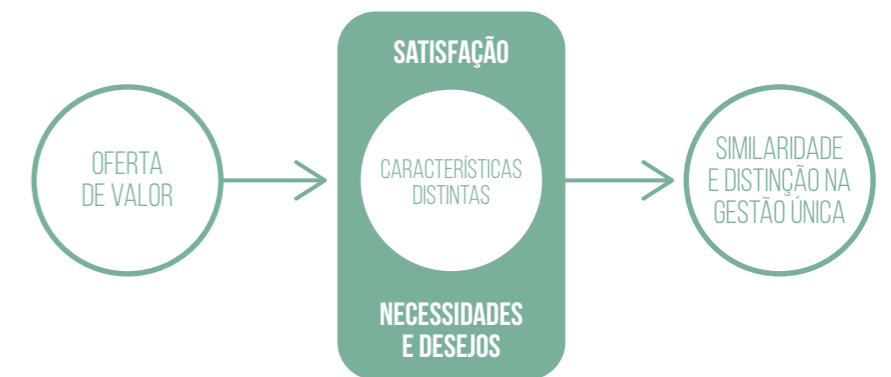 OFERTA
DE VALOR
SATISFAÇÃO
CARACTERÍSTICAS
DISTINTAS
NECESSIDADES
E DESEJOS
SIMILARIDADE
E DISTINÇÃO NA
GESTÃO ÚNICA